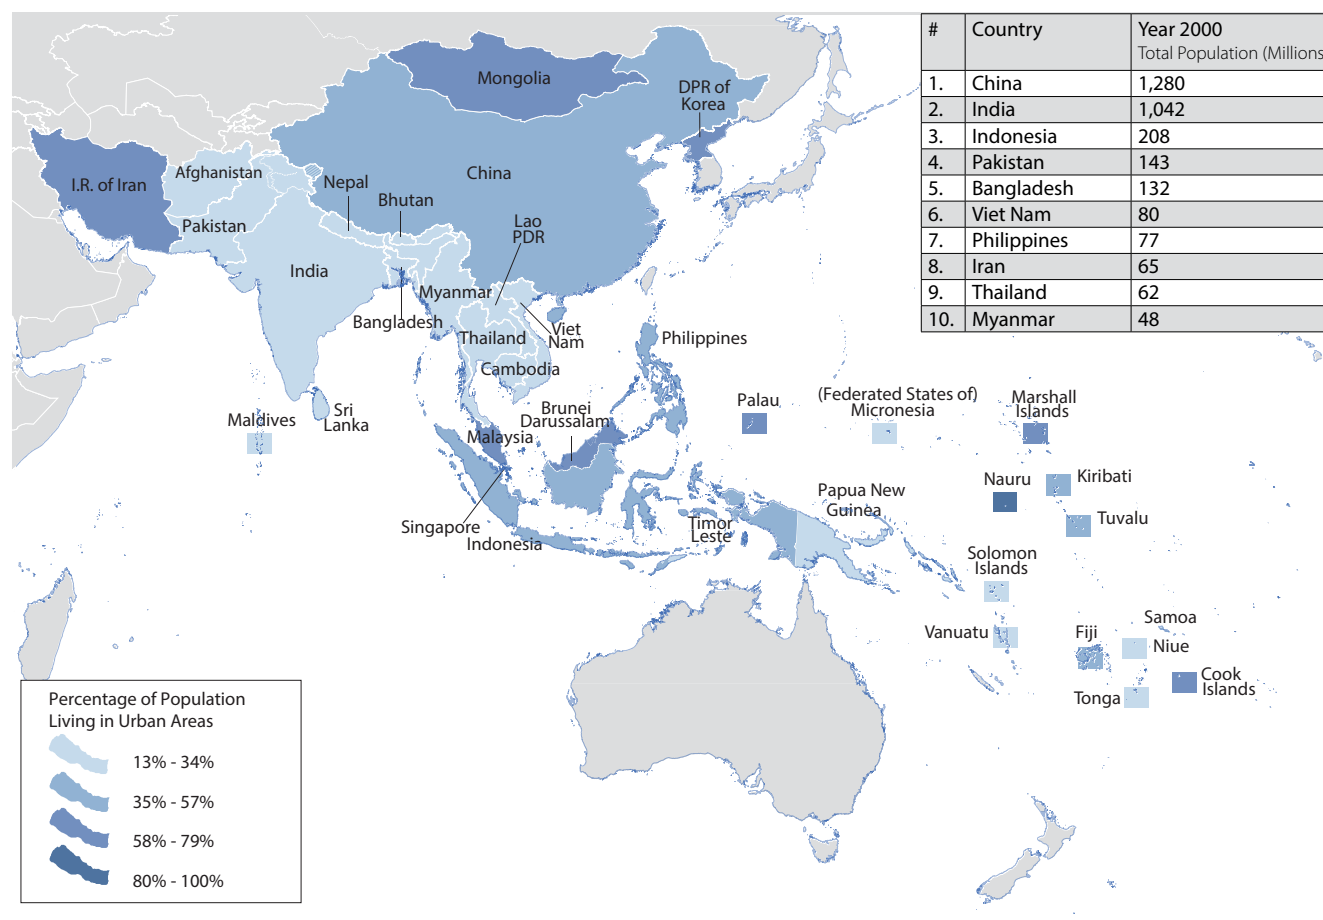 # Country Year 2000
Total Population (Millions
1. China 1,280
2. India 1,042
3. Indonesia 208
4. Pakistan 143
5. Bangladesh 132
6. Viet Nam 80
7. Philippines 77
8. Iran 65
9. Thailand 62
10. Myanmar 48
Mongolia
DPR of
Korea
I.R. of Iran
Afghanistan
China
Nepal
Bhutan
Pakistan
Lao
PDR
India
Myanmar
Bangladesh
Viet
Nam
Thailand
Philippines
Cambodia
Maldives
Sri
Lanka
Brunei
Darussalam
Malaysia
Palau
(Federated States of)
Micronesia
Marshall
Islands
Nauru
Kiribati
Tuvalu
Papua New
Guinea
Singapore
Indonesia
Timor
Leste
Solomon
Islands
Vanuatu
Fiji
Samoa
Niue
Cook
Islands
Tonga
Percentage of Population
Living in Urban Areas
13% - 34%
35% - 57%
58% - 79%
80% - 100%